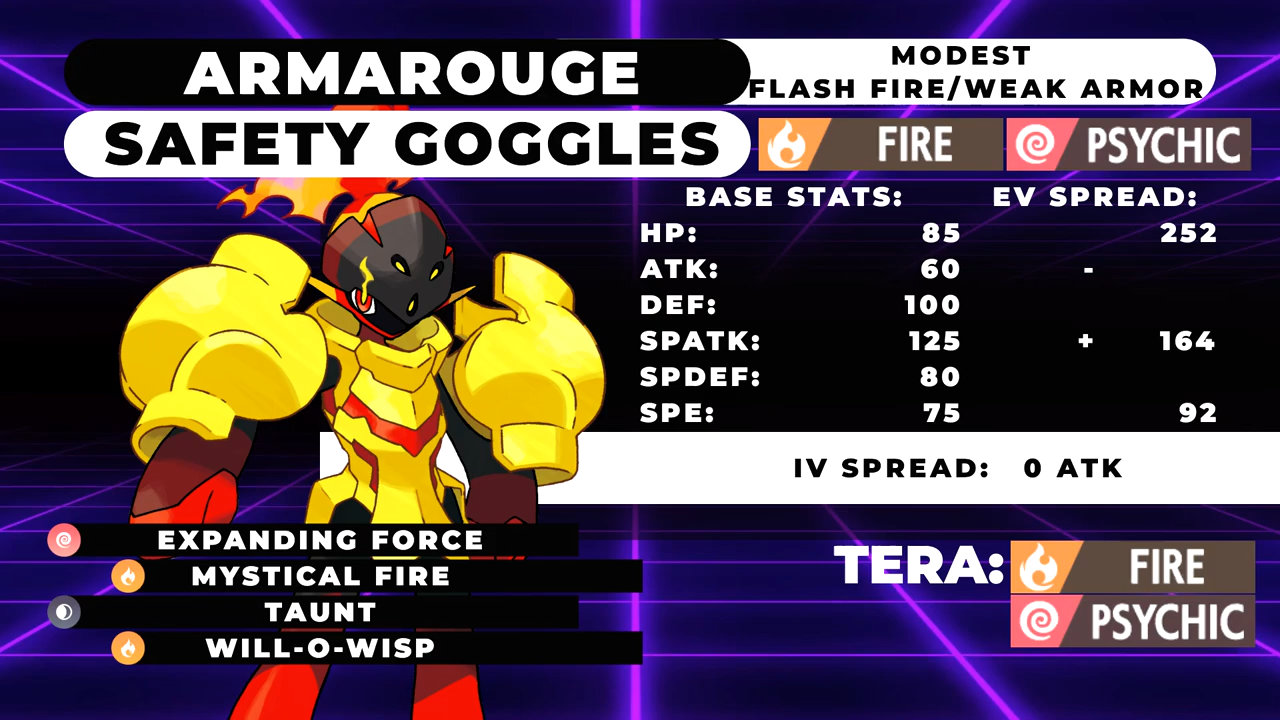 ARMAROUGE
MODEST
FLASH FIRE/WEAK ARMOR
SAFETY GOGGLES
FIRE PSYCHIC
BASE STATS: EV SPREAD:
HP: 85 252
ATK: 60 -
DEF: 100
SPATK: 125 + 164
SPDEF: 80
SPE: 75 92
IV SPREAD: 0 ATK
EXPANDING FORCE
MYSTICAL FIRE
TAUNT
WILL-O-WISP
TERA: FIRE
PSYCHIC